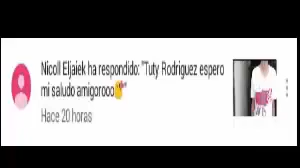 Nicoll Eljaiek ha respondido: "Tuty Rodriguez espero
mi saludo amigorooo
Hace 20 horas